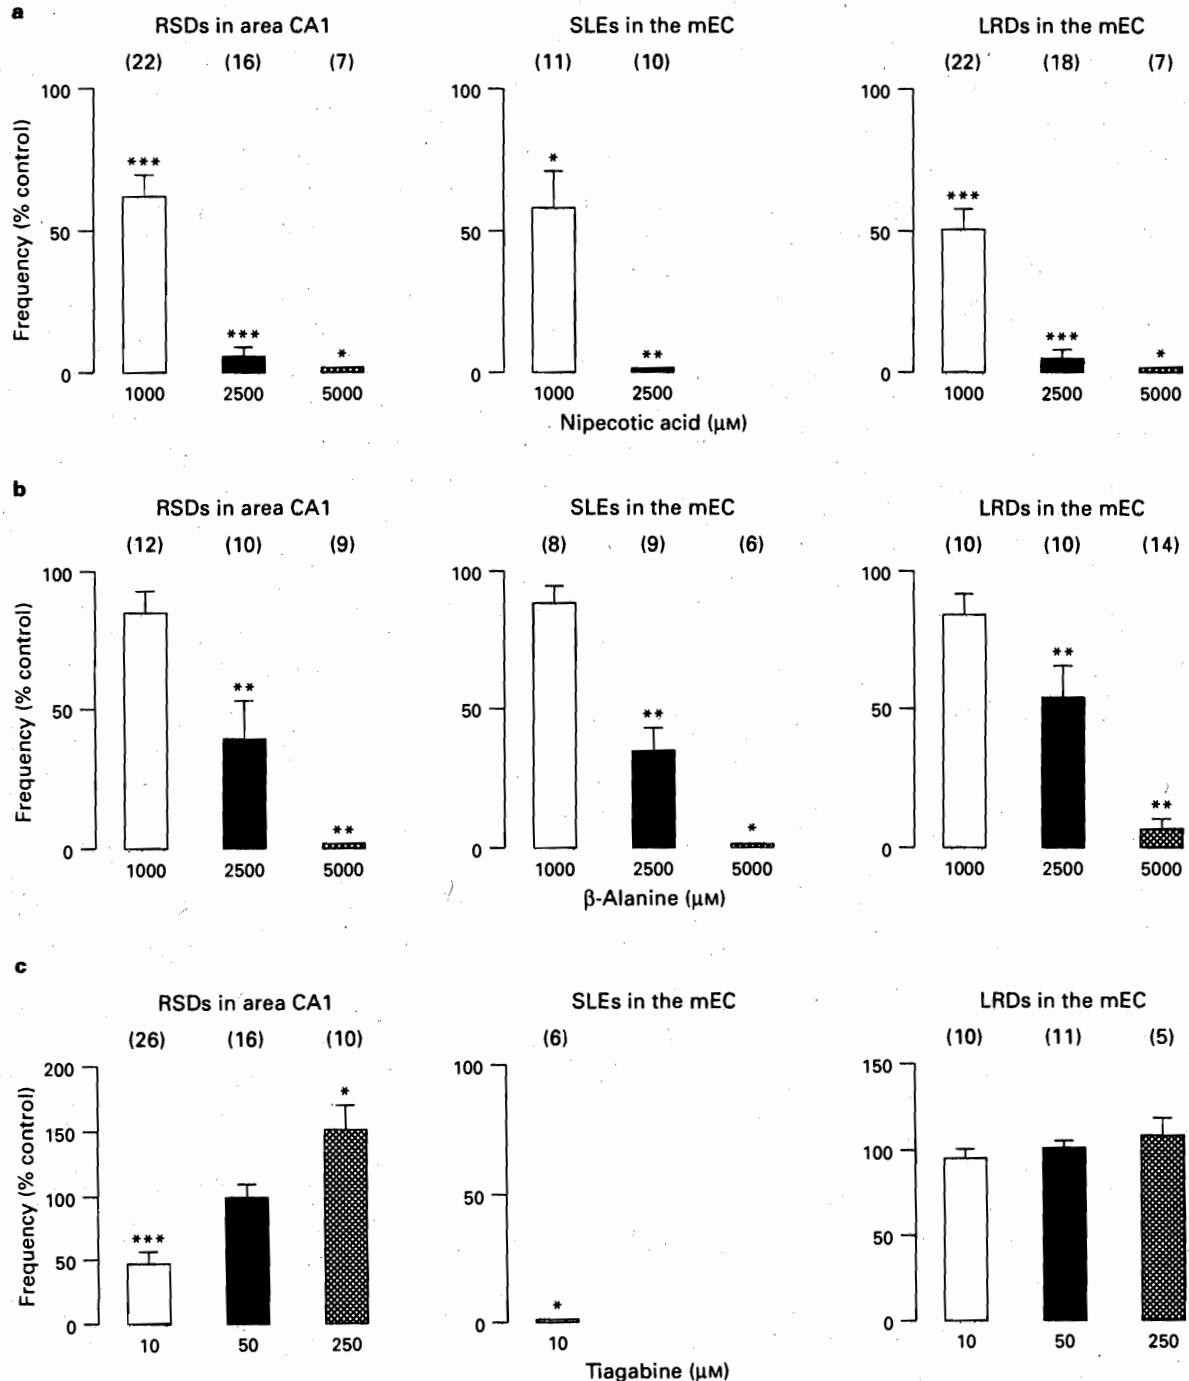 a
RSDs in area CA1 SLEs in the mEC LRDs in the mEC
(22) (16) (7) (11) (10) (22) (18) (7)
100 100 100
*** * ***
50 50 50
Frequency (% control)
*** * ** *** *
0 0 0
1000 2500 5000 1000 2500 1000 2500 5000
Nipecotic acid (μM)
b
RSDs in area CA1 SLEs in the mEC LRDs in the mEC
(12) (10) (9) (8) (9) (6) (10) (10) (14)
100 100 100
** ** **
50 50 50
Frequency (% control)
** * **
0 0 0
1000 2500 5000 1000 2500 5000 1000 2500 5000
β-Alanine (μM)
c
RSDs in area CA1 SLEs in the mEC LRDs in the mEC
(26) (16) (10) (6) (10) (11) (5)
200 100 150
*
150
100 50 100
Frequency (% control)
***
50 50
*
0 0 0
10 50 250 10 10 50 250
Tiagabine (μM)